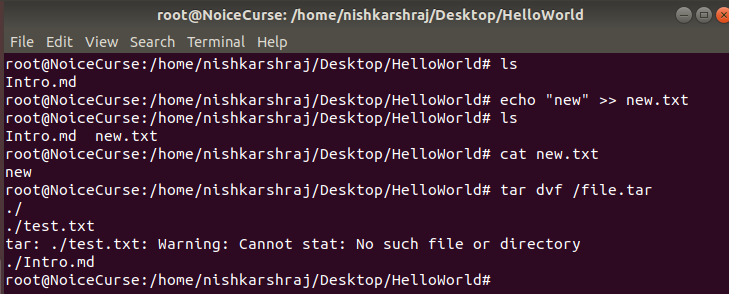 root@NoiceCurse: /home/nishkarshraj/Desktop/HelloWorld
File Edit View Search Terminal Help
root@NoiceCurse:/home/nishkarshraj/Desktop/HelloWorld# ls
Intro.md
root@NoiceCurse:/home/nishkarshraj/Desktop/HelloWorld# echo "new" >> new.txt
root@NoiceCurse:/home/nishkarshraj/Desktop/HelloWorld# ls
Intro.md  new.txt
root@NoiceCurse:/home/nishkarshraj/Desktop/HelloWorld# cat new.txt
new
root@NoiceCurse:/home/nishkarshraj/Desktop/HelloWorld# tar dvf /file.tar
./
./test.txt
tar: ./test.txt: Warning: Cannot stat: No such file or directory
./Intro.md
root@NoiceCurse:/home/nishkarshraj/Desktop/HelloWorld#